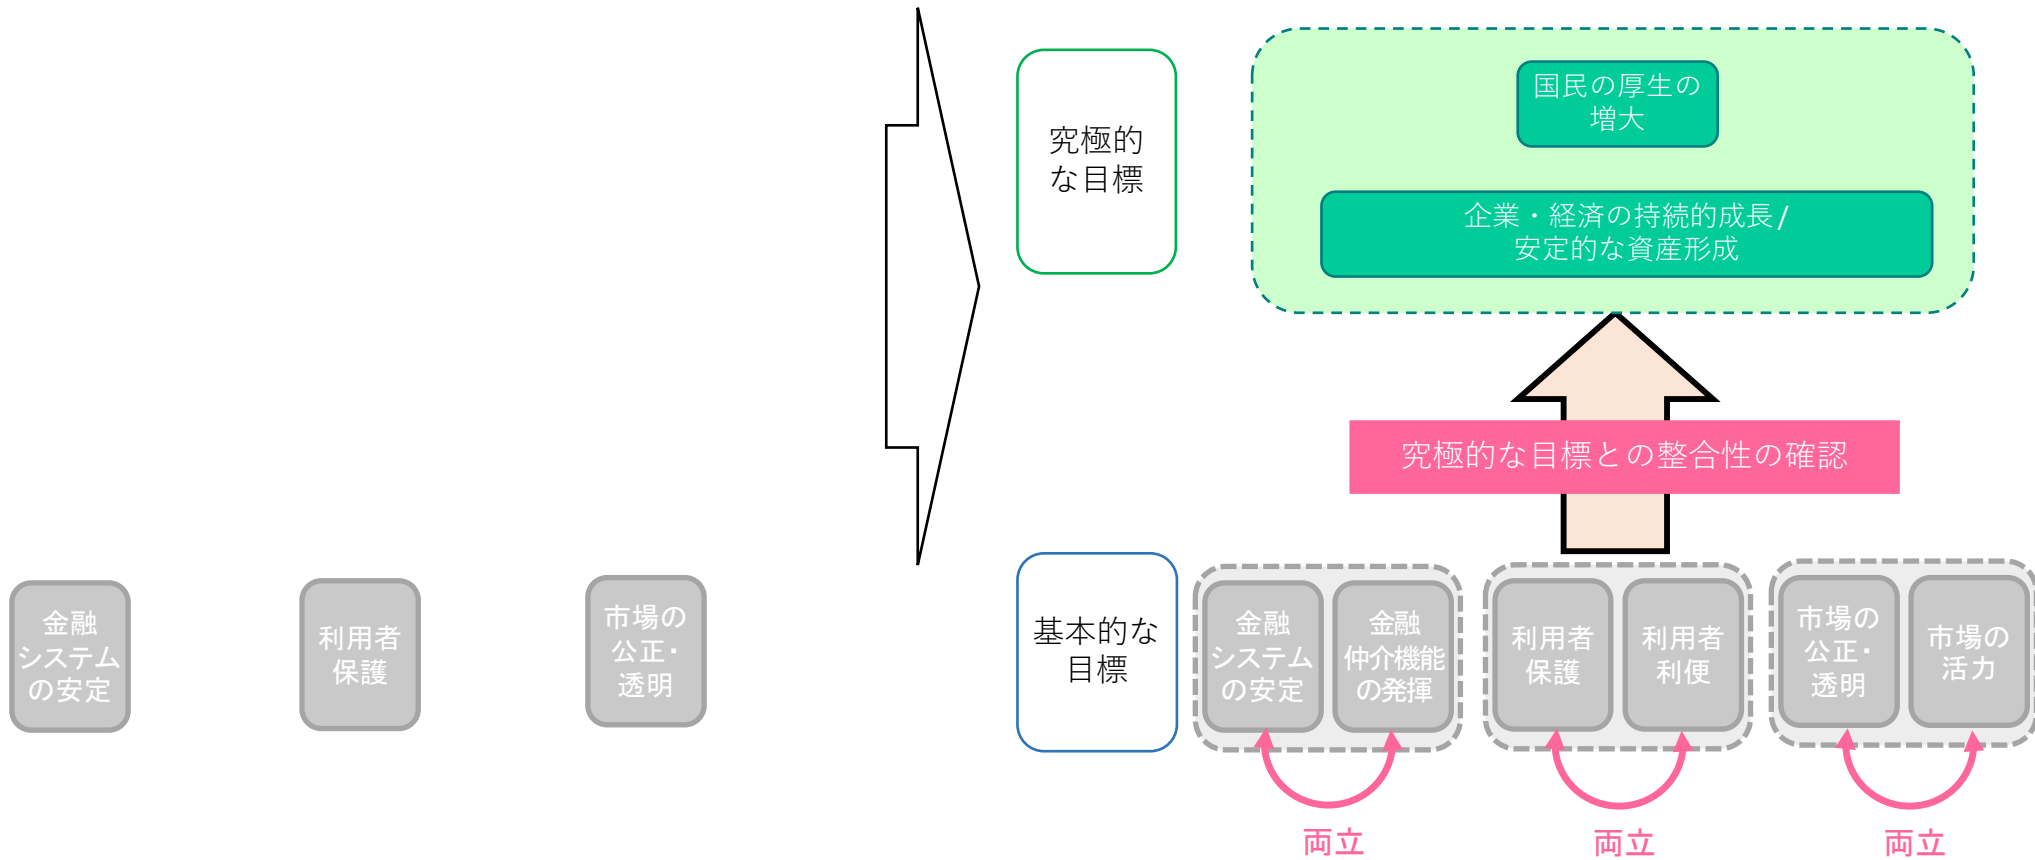 金融
システム
の安定
利用者
保護
市場の
公正・
透明
究極的
な目標
国民の厚生の
増大
企業・経済の持続的成長/
安定的な資産形成
究極的な目標との整合性の確認
基本的な
目標
金融
システム
の安定
金融
仲介機能
の発揮
利用者
保護
利用者
利便
市場の
公正・
透明
市場の
活力
両立
両立
両立